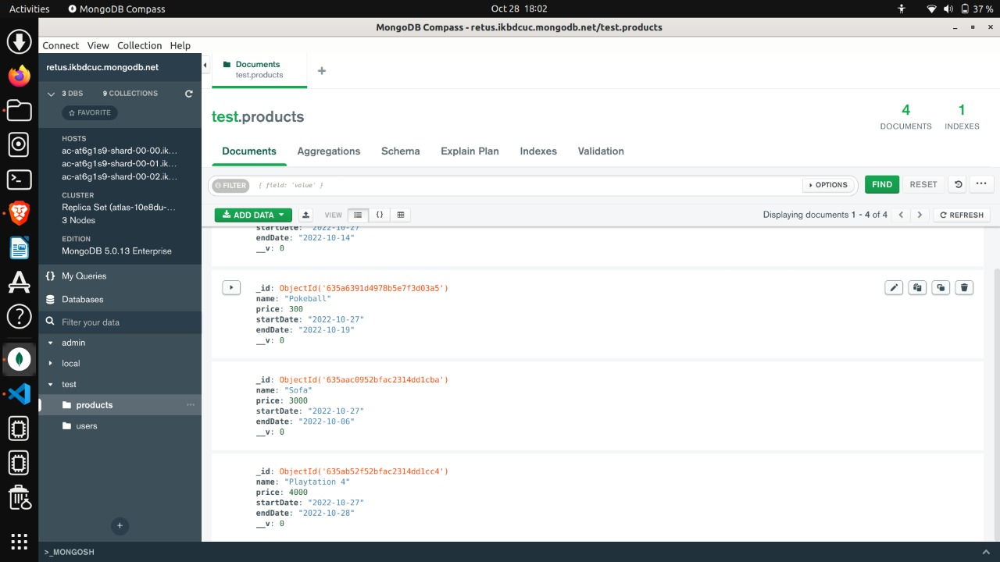 Activities
MongoDB Compass
Oct 28 18:02
37 %
MongoDB Compass - retus.ikbdcuc.mongodb.net/test.products
Connect View Collection Help
retus.ikbdcuc.mongodb.net
3 DBS 9 COLLECTIONS
FAVORITE
HOSTS
ac-at6g1s9-shard-00-00.ik...
ac-at6g1s9-shard-00-01.ik...
ac-at6g1s9-shard-00-02.ik...
CLUSTER
Replica Set (atlas-10e8du-...
3 Nodes
EDITION
MongoDB 5.0.13 Enterprise
{} My Queries
Databases
Filter your data
admin
local
test
products
users
+
>_MONGOSH
Documents
test.products
+
test.products
4
DOCUMENTS
1
INDEXES
Documents Aggregations Schema Explain Plan Indexes Validation
FILTER { field: 'value' }
OPTIONS
FIND
RESET
ADD DATA
VIEW
{}
Displaying documents 1 - 4 of 4
REFRESH
startDate: "2022-10-27"
endDate: "2022-10-14"
__v: 0
_id: ObjectId('635a6391d4978b5e7f3d03a5')
name: "Pokeball"
price: 300
startDate: "2022-10-27"
endDate: "2022-10-19"
__v: 0
_id: ObjectId('635aac0952bfac2314dd1cba')
name: "Sofa"
price: 3000
startDate: "2022-10-27"
endDate: "2022-10-06"
__v: 0
_id: ObjectId('635ab52f52bfac2314dd1cc4')
name: "Playtation 4"
price: 4000
startDate: "2022-10-27"
endDate: "2022-10-28"
__v: 0